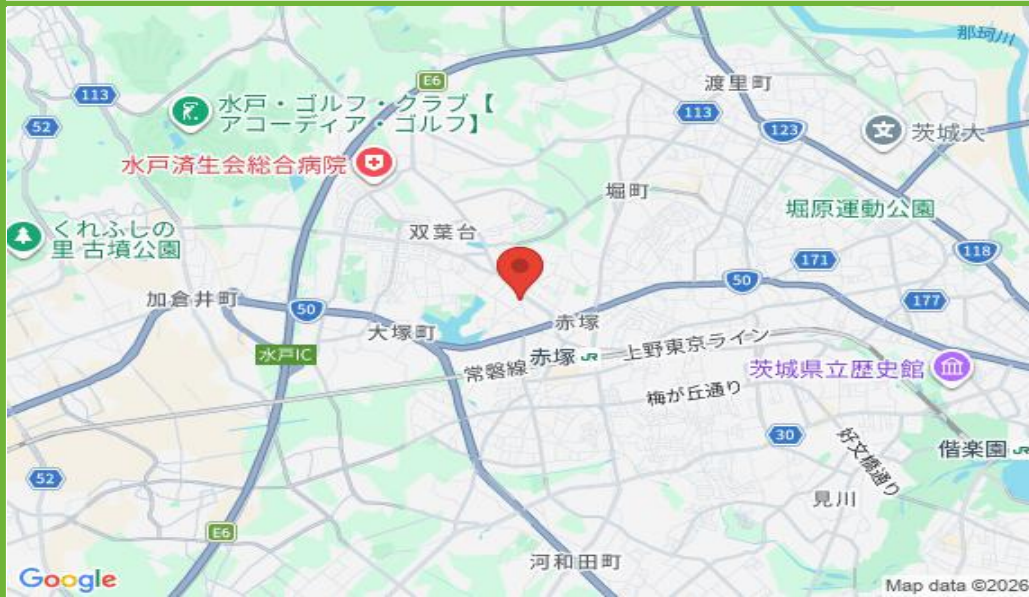 那珂川
E6
113
渡里町
水戸・ゴルフ・クラブ【
アコーディア・ゴルフ】
52
113
123
茨城大
水戸済生会総合病院
堀町
堀原運動公園
くれふしの
里古墳公園
双葉台
118
171
50
加倉井町
50
177
大塚町
赤塚
水戸IC
常磐線
赤塚
JR
上野東京ライン
茨城県立歴史館
梅が丘通り
30
好文橋通り
偕楽園
JR
52
見川
E6
河和田町
Google
Map data ©2026